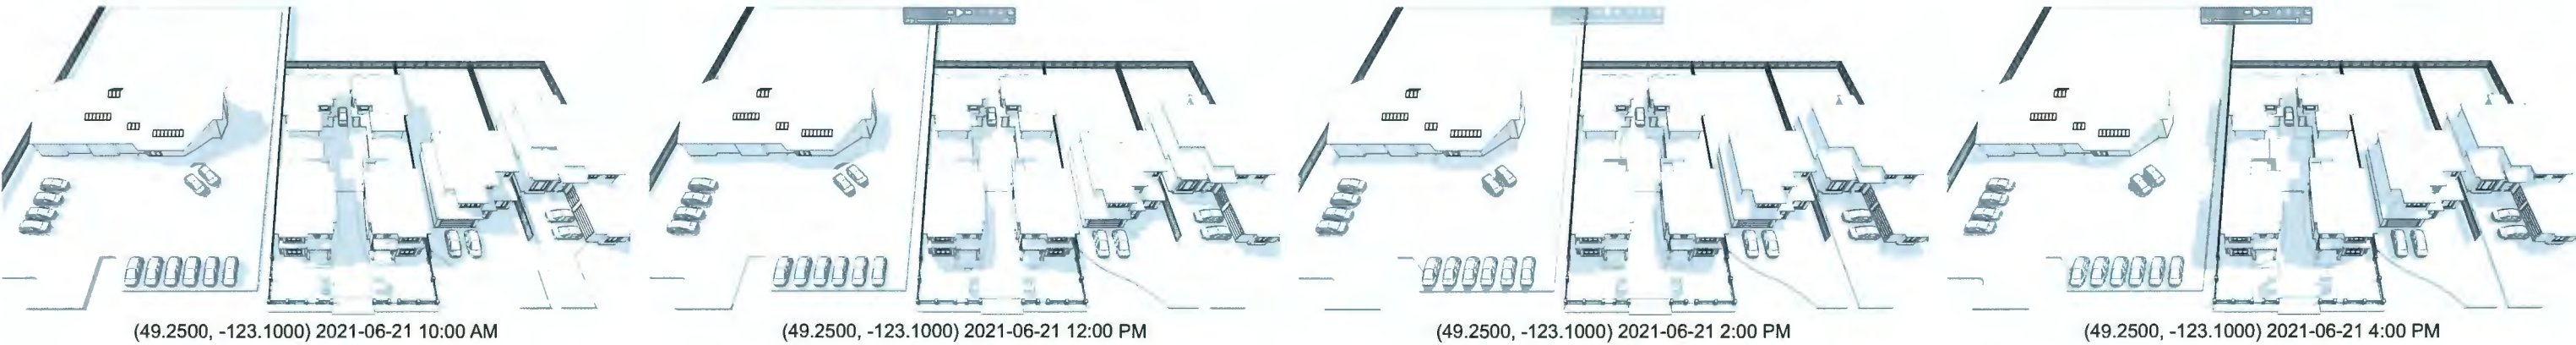 (49.2500, -123.1000) 2021-06-21 10:00 AM
(49.2500, -123.1000) 2021-06-21 12:00 PM
(49.2500, -123.1000) 2021-06-21 2:00 PM
(49.2500, -123.1000) 2021-06-21 4:00 PM